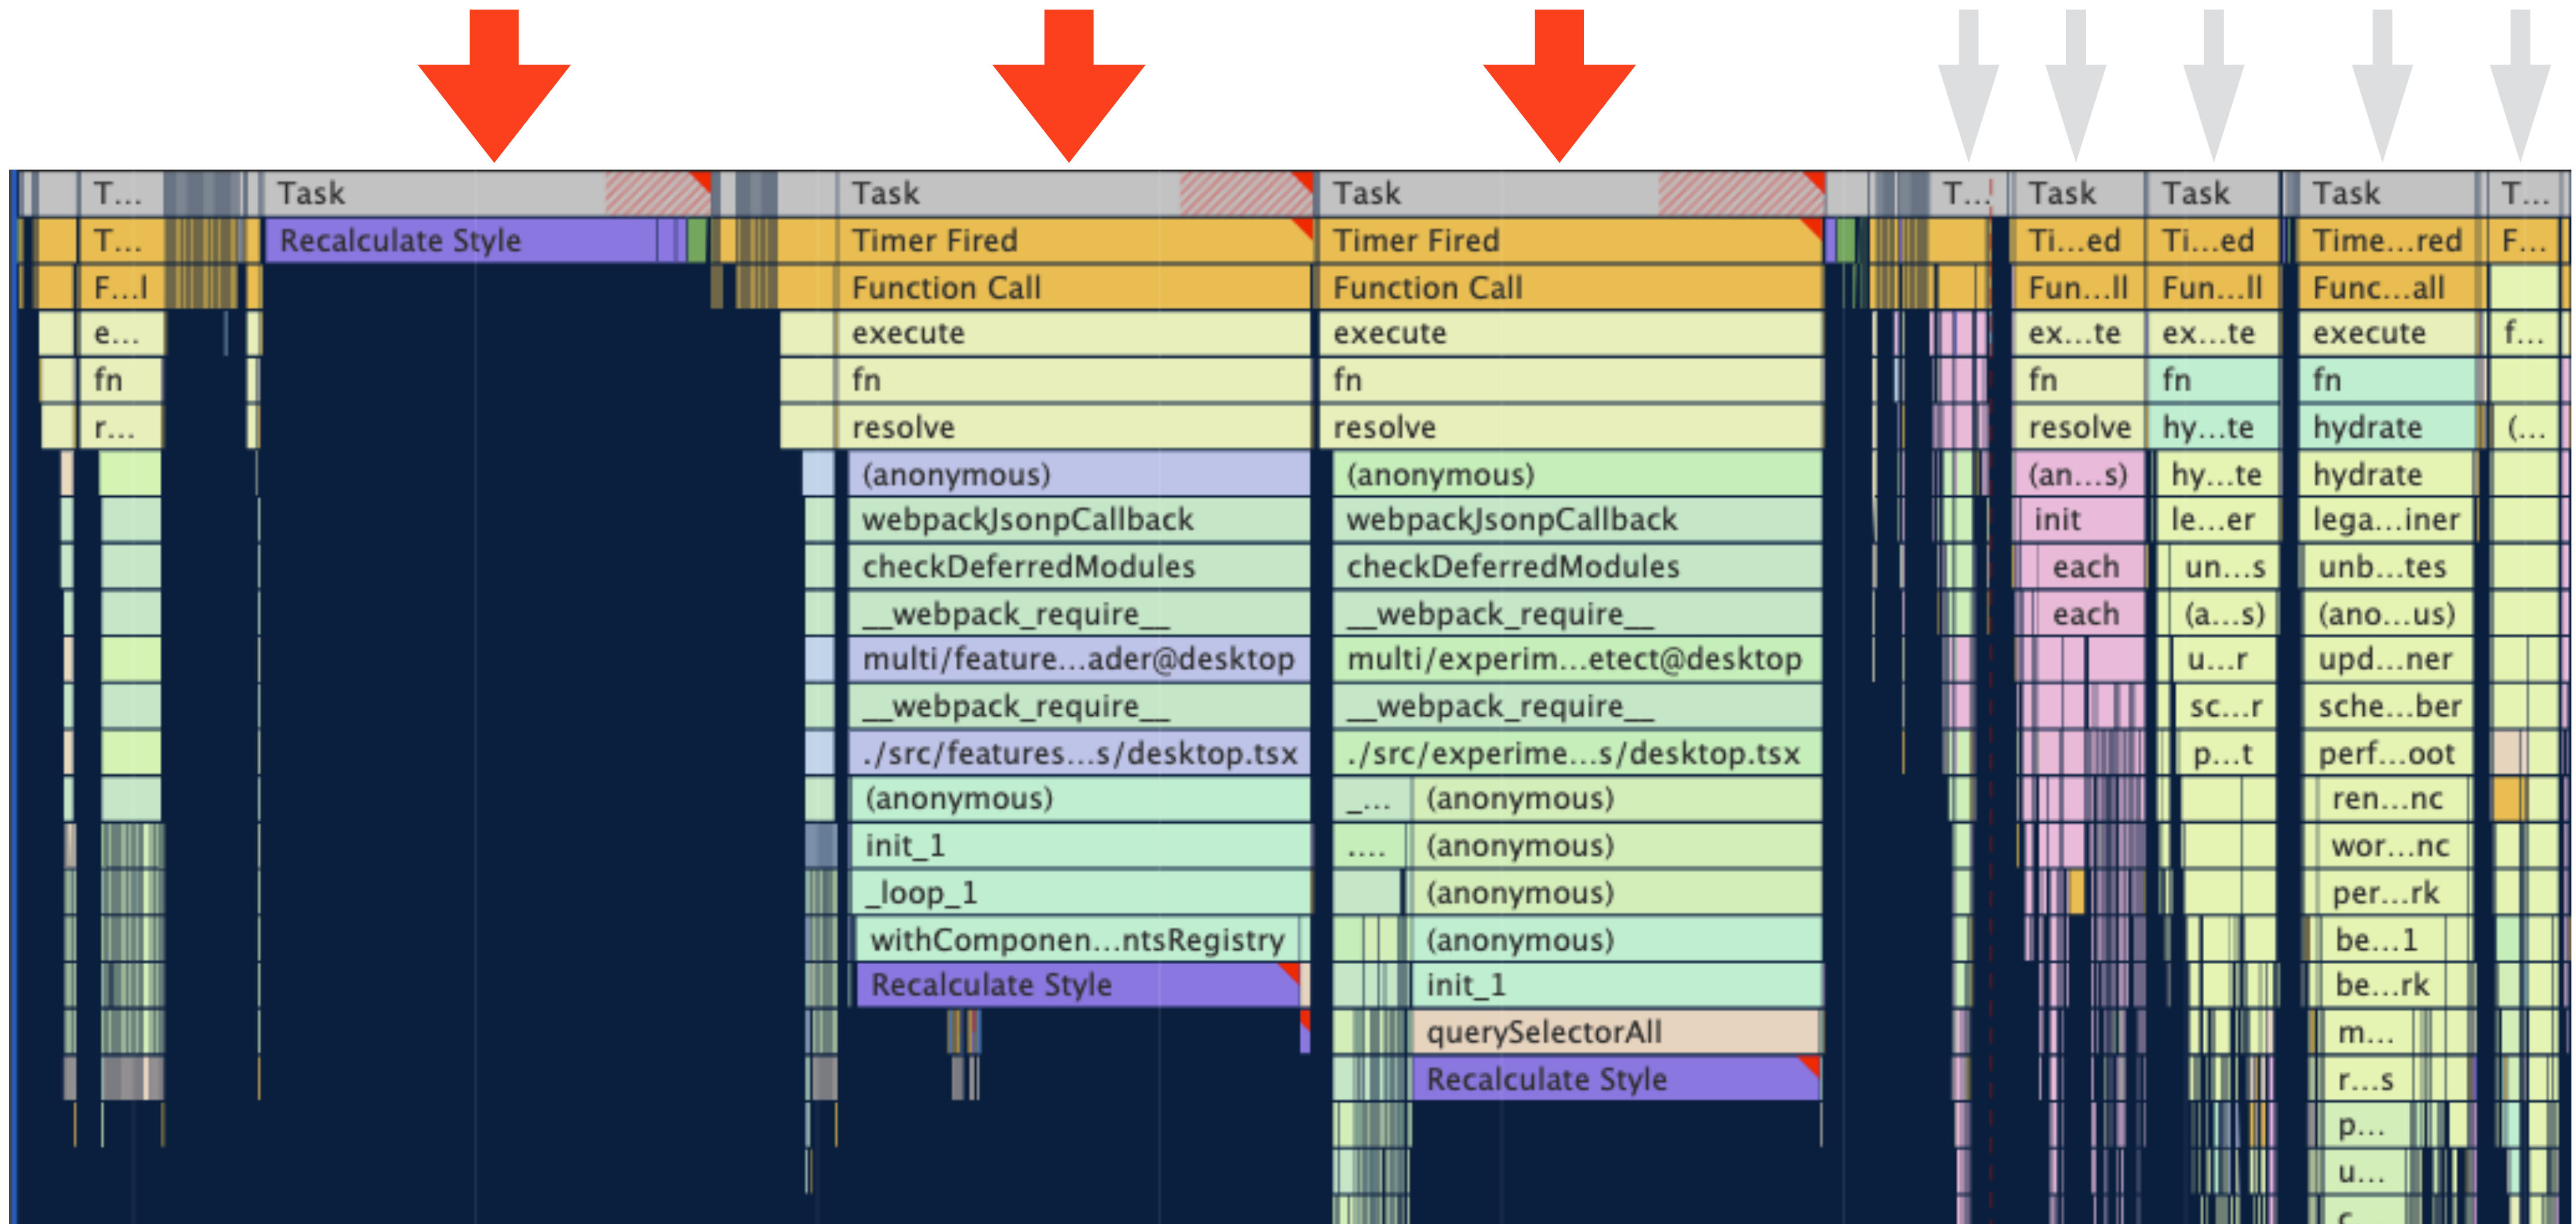 T... Task Task Task T... Task Task Task T...
T... Recalculate Style Timer Fired Timer Fired Ti...ed Ti...ed Time...red F...
F...l Function Call Function Call Fun...ll Fun...ll Func...all
e... execute execute ex...te ex...te execute f...
fn fn fn fn fn fn
r... resolve resolve resolve hy...te hydrate (...
(anonymous) (anonymous) (an...s) hy...te hydrate
webpackJsonpCallback webpackJsonpCallback init le...er lega...iner
checkDeferredModules checkDeferredModules each un...s unb...tes
__webpack_require__ __webpack_require__ each (a...s) (ano...us)
multi/feature...ader@desktop multi/experim...etect@desktop u...r upd...ner
__webpack_require__ __webpack_require__ sc...r sche...ber
./src/features...s/desktop.tsx ./src/experime...s/desktop.tsx p...t perf...oot
(anonymous) _... (anonymous) ren...nc
init_1 .... (anonymous) wor...nc
_loop_1 (anonymous) per...rk
withComponen...ntsRegistry (anonymous) be...1
Recalculate Style init_1 be...rk
querySelectorAll m...
Recalculate Style r...s
p...
u...